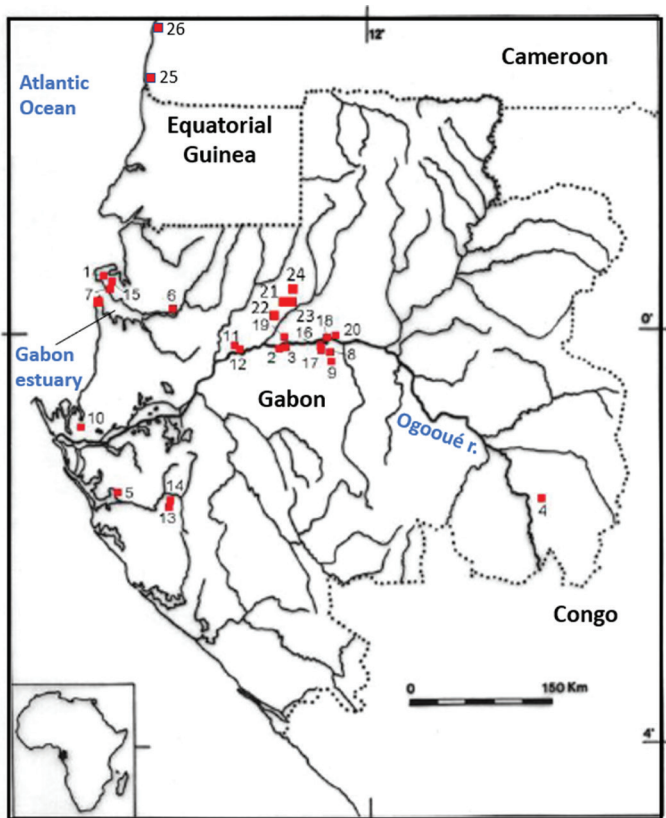 26
12'
Cameroon
Atlantic
Ocean
25
Equatorial
Guinea
1
7
15
6
24
21
22
23
19
18
16
20
0'
11
12
2
3
17
8
9
Gabon
estuary
Gabon
10
Ogooué r.
5
14
13
4
Congo
0
150 Km
4'